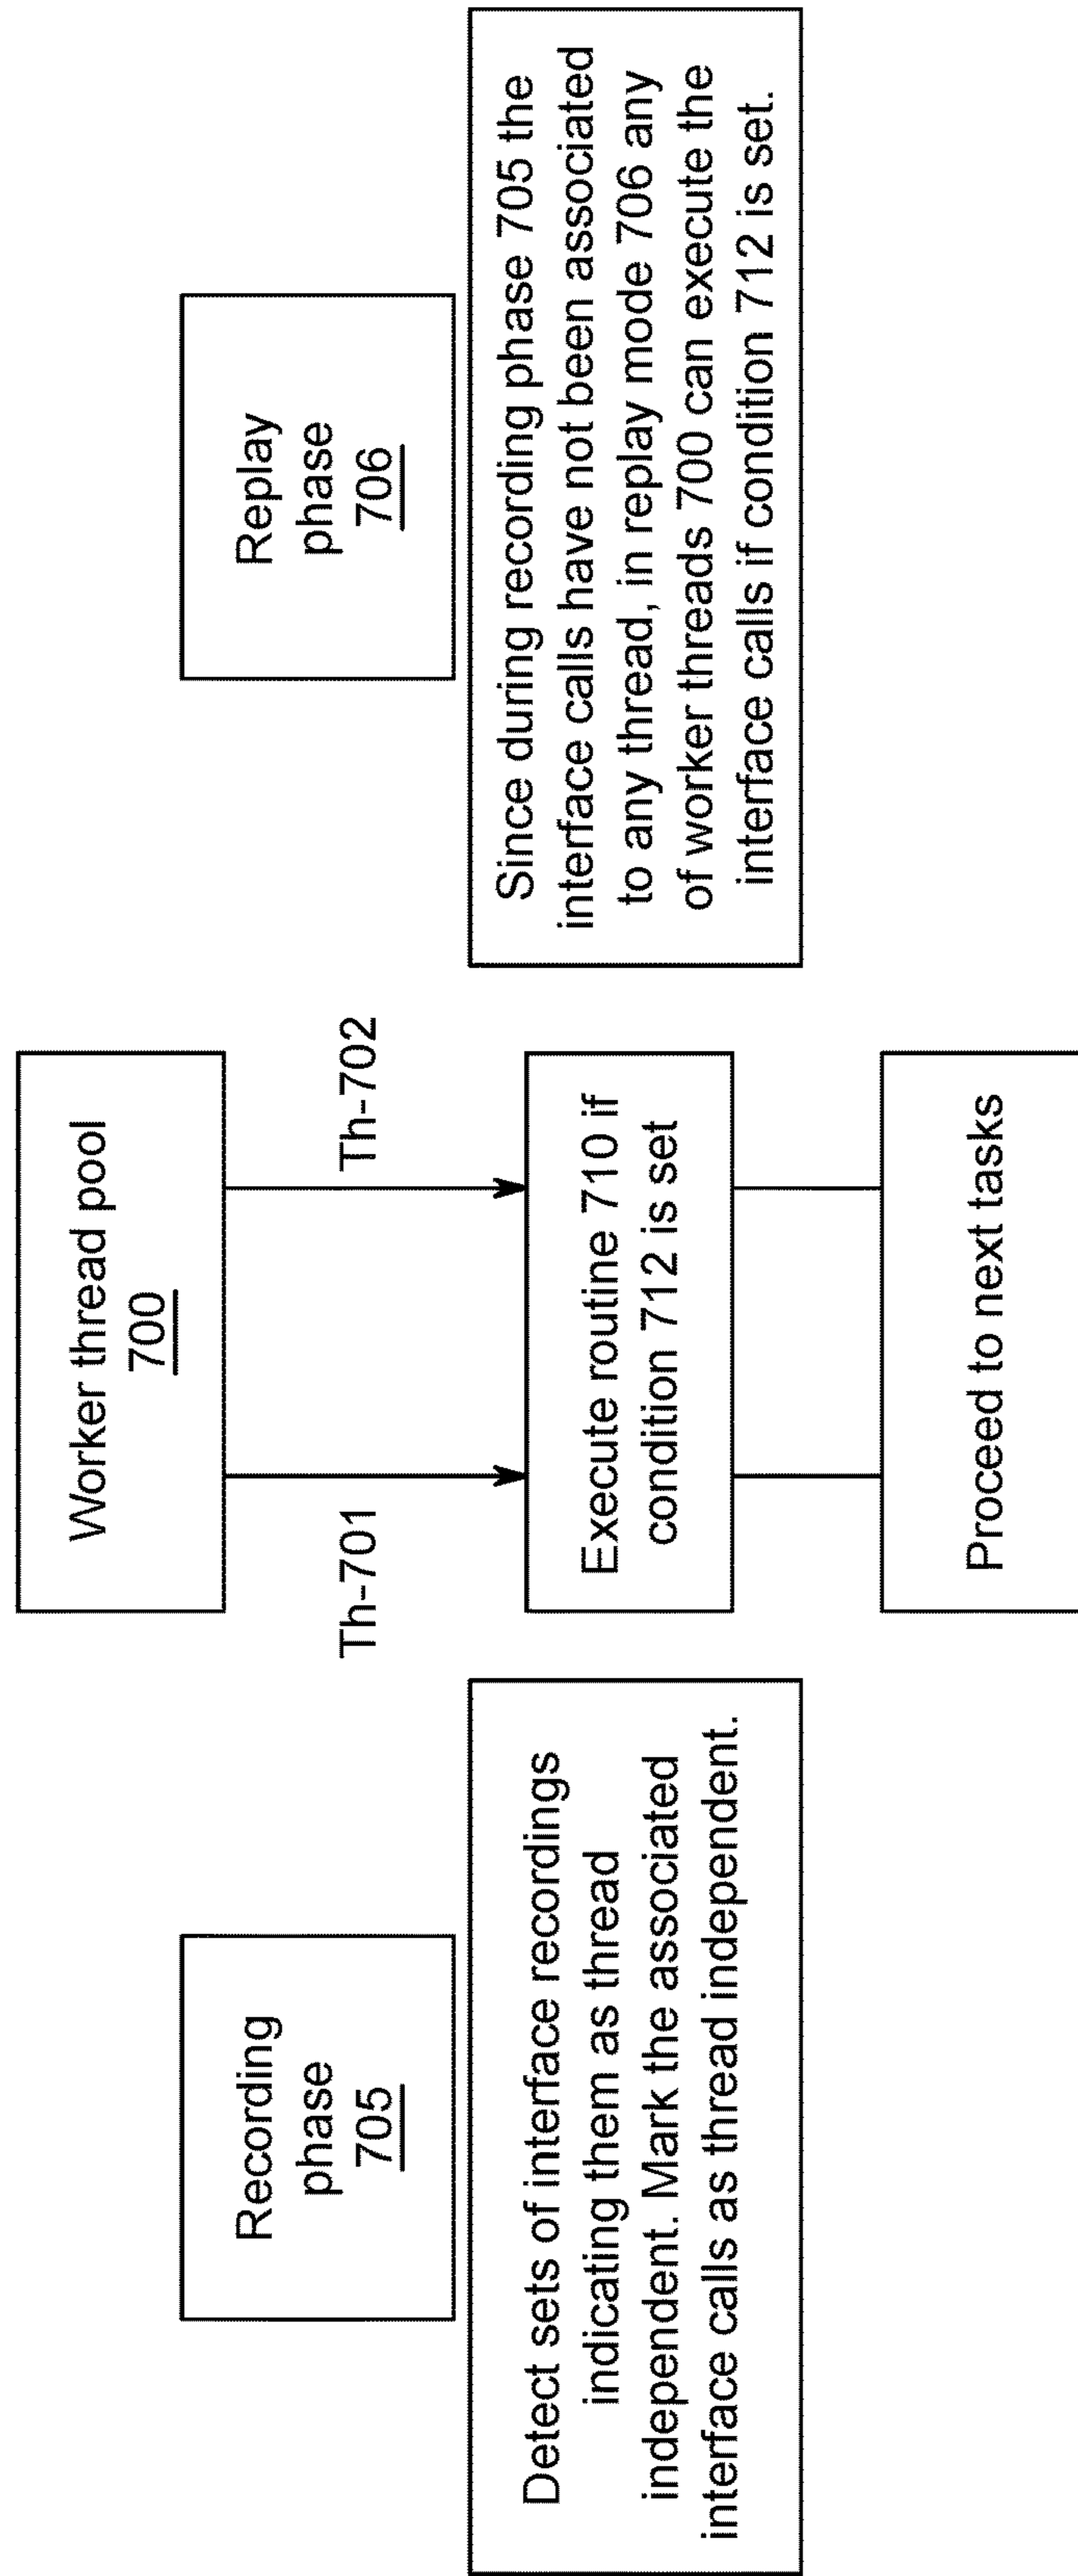 Recording
phase
705
Detect sets of interface recordings
indicating them as thread
independent. Mark the associated
interface calls as thread independent.
Worker thread pool
700
Th-701
Th-702
Execute routine 710 if
condition 712 is set
Proceed to next tasks
Replay
phase
706
Since during recording phase 705 the
interface calls have not been associated
to any thread, in replay mode 706 any
of worker threads 700 can execute the
interface calls if condition 712 is set.